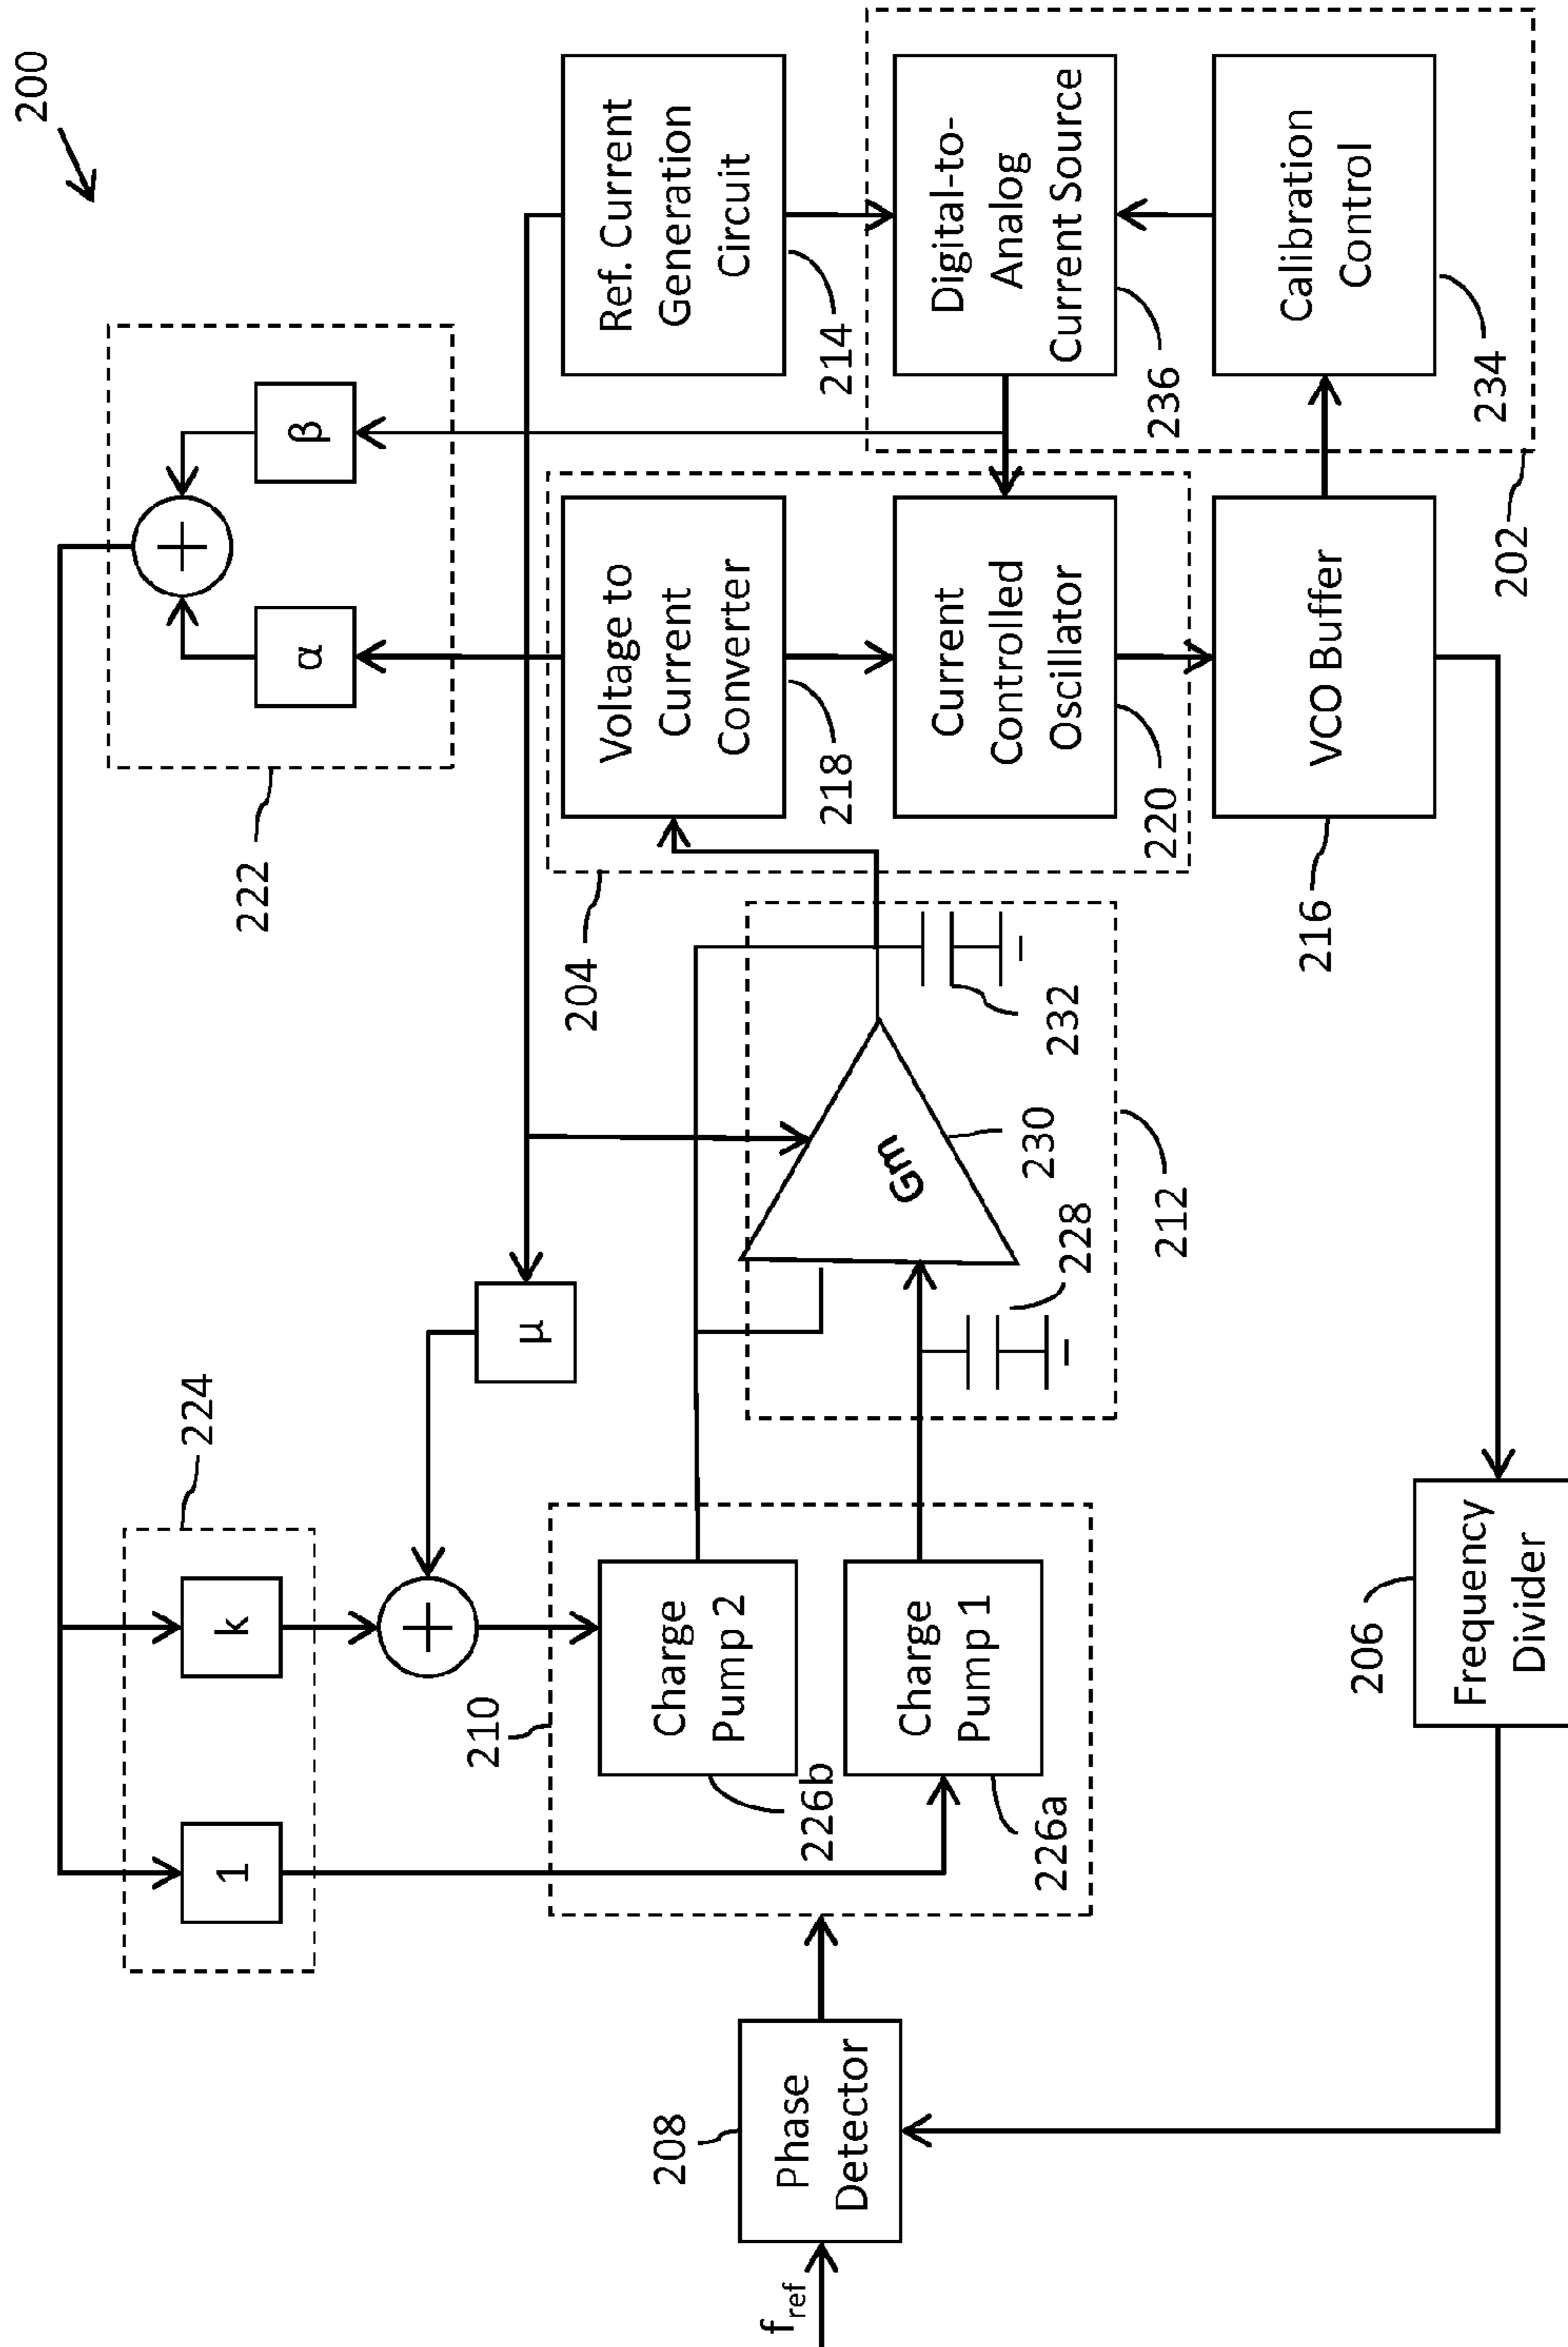 200
222
α
β
+
224
1
k
+
μ
210
Charge
Pump 2
226b
Charge
Pump 1
226a
208
Phase
Detector
f_ref
204
Gm
228
230
232
212
Voltage to
Current
Converter
218
Current
Controlled
Oscillator
220
Ref. Current
Generation
Circuit
214
Digital-to-
Analog
Current Source
236
Calibration
Control
234
202
VCO Buffer
216
206
Frequency
Divider